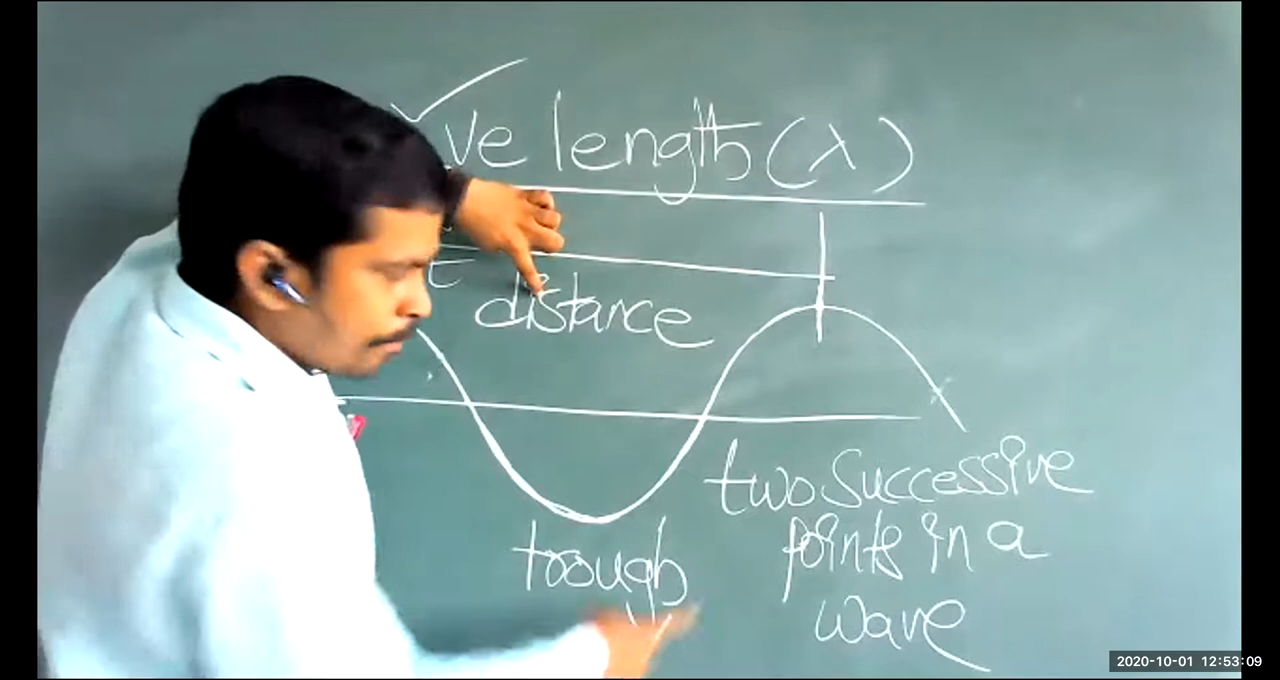 ve length (λ)
t
distance
two Successive
points in a
wave
trough
2020-10-01 12:53:09